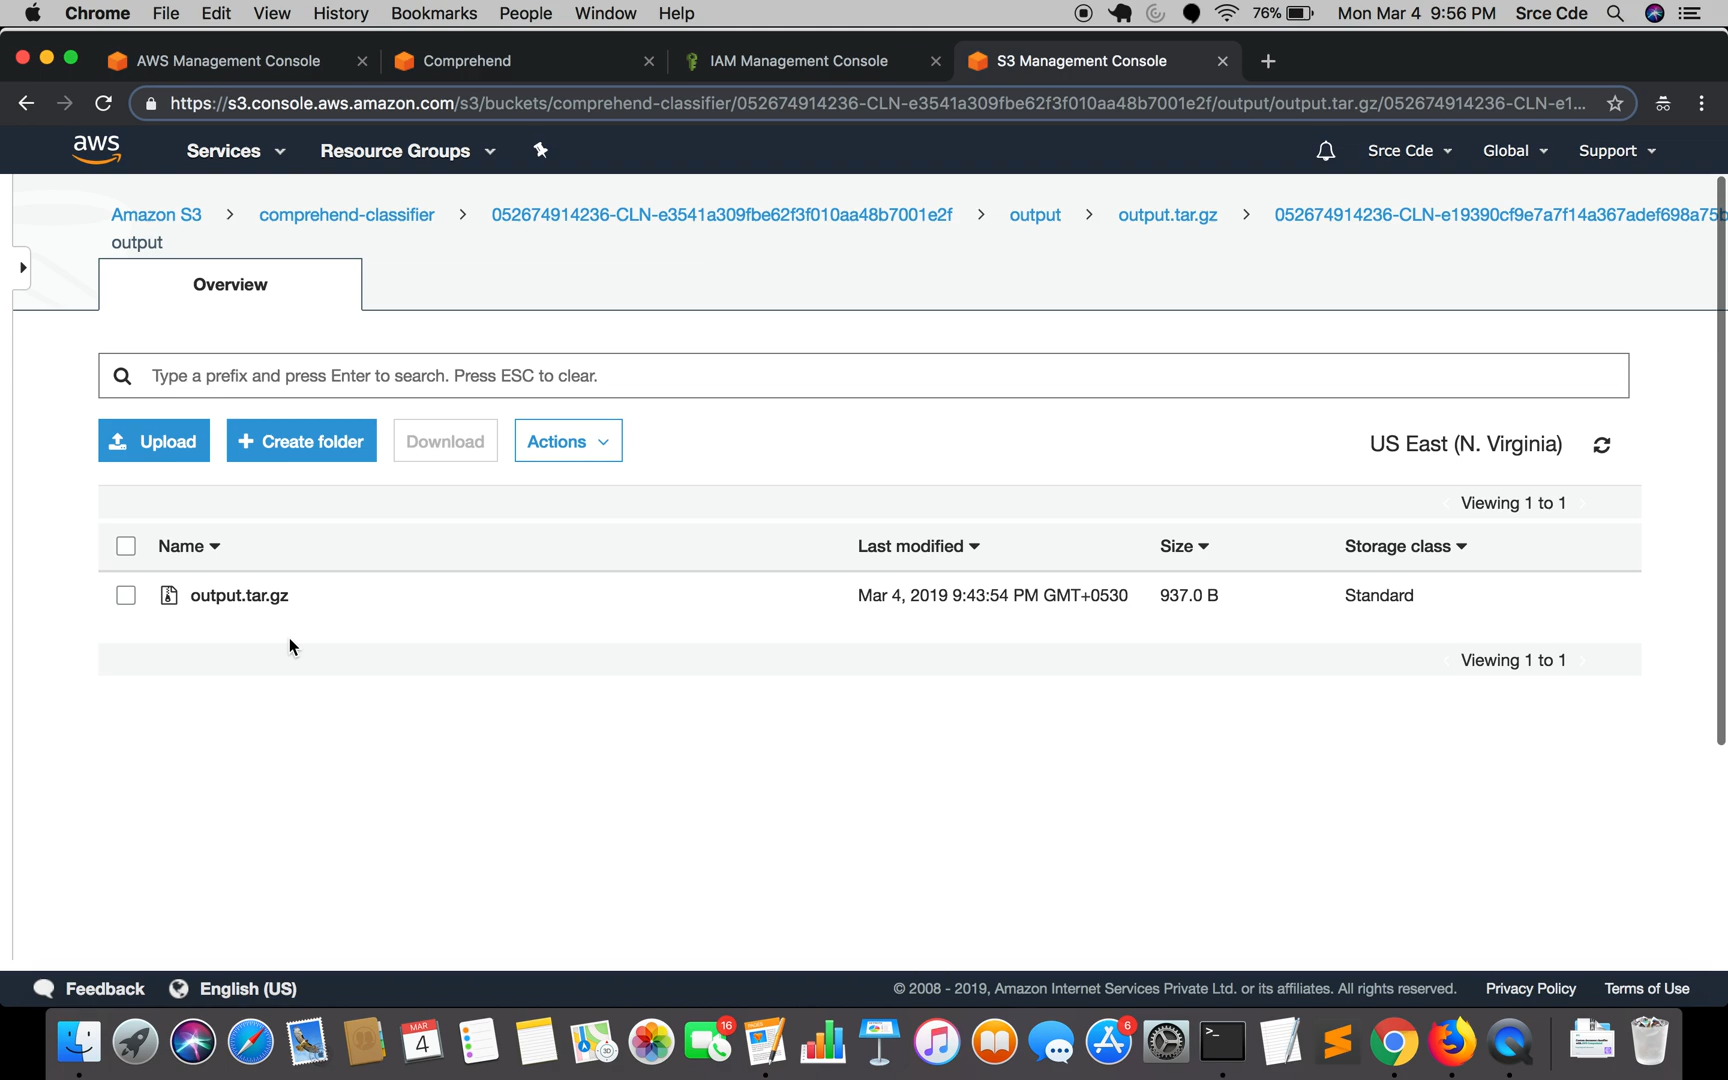 Chrome File Edit View History Bookmarks People Window Help 76% Mon Mar 4 9:56 PM Srce Cde
AWS Management Console Comprehend IAM Management Console S3 Management Console
https://s3.console.aws.amazon.com/s3/buckets/comprehend-classifier/052674914236-CLN-e3541a309fbe62f3f010aa48b7001e2f/output/output.tar.gz/052674914236-CLN-e1...
aws Services Resource Groups Srce Cde Global Support
Amazon S3 > comprehend-classifier > 052674914236-CLN-e3541a309fbe62f3f010aa48b7001e2f > output > output.tar.gz > 052674914236-CLN-e19390cf9e7a7f14a367adef698a75b
output
Overview
Type a prefix and press Enter to search. Press ESC to clear.
Upload + Create folder Download Actions US East (N. Virginia)
Viewing 1 to 1
Name Last modified Size Storage class
output.tar.gz Mar 4, 2019 9:43:54 PM GMT+0530 937.0 B Standard
Viewing 1 to 1
Feedback English (US) © 2008 - 2019, Amazon Internet Services Private Ltd. or its affiliates. All rights reserved. Privacy Policy Terms of Use
MAR
4
3D
16
PAGES
6
>_